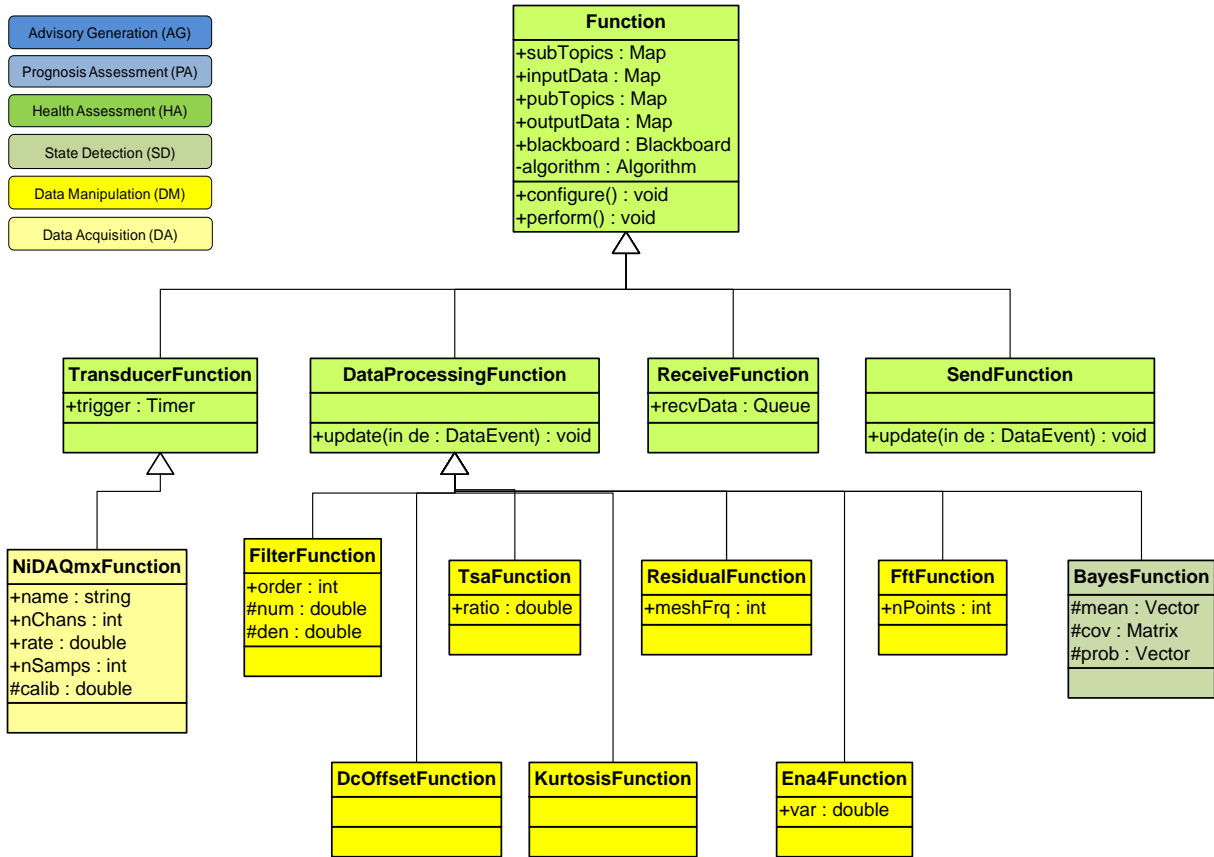 Advisory Generation (AG)
Prognosis Assessment (PA)
Health Assessment (HA)
State Detection (SD)
Data Manipulation (DM)
Data Acquisition (DA)
Function
+subTopics : Map
+inputData : Map
+pubTopics : Map
+outputData : Map
+blackboard : Blackboard
-algorithm : Algorithm
+configure() : void
+perform() : void
TransducerFunction
+trigger : Timer
DataProcessingFunction
+update(in de : DataEvent) : void
ReceiveFunction
+recvData : Queue
SendFunction
+update(in de : DataEvent) : void
NiDAQmxFunction
+name : string
+nChans : int
+rate : double
+nSamps : int
#calib : double
FilterFunction
+order : int
#num : double
#den : double
TsaFunction
+ratio : double
ResidualFunction
+meshFrq : int
FftFunction
+nPoints : int
BayesFunction
#mean : Vector
#cov : Matrix
#prob : Vector
DcOffsetFunction
KurtosisFunction
Ena4Function
+var : double